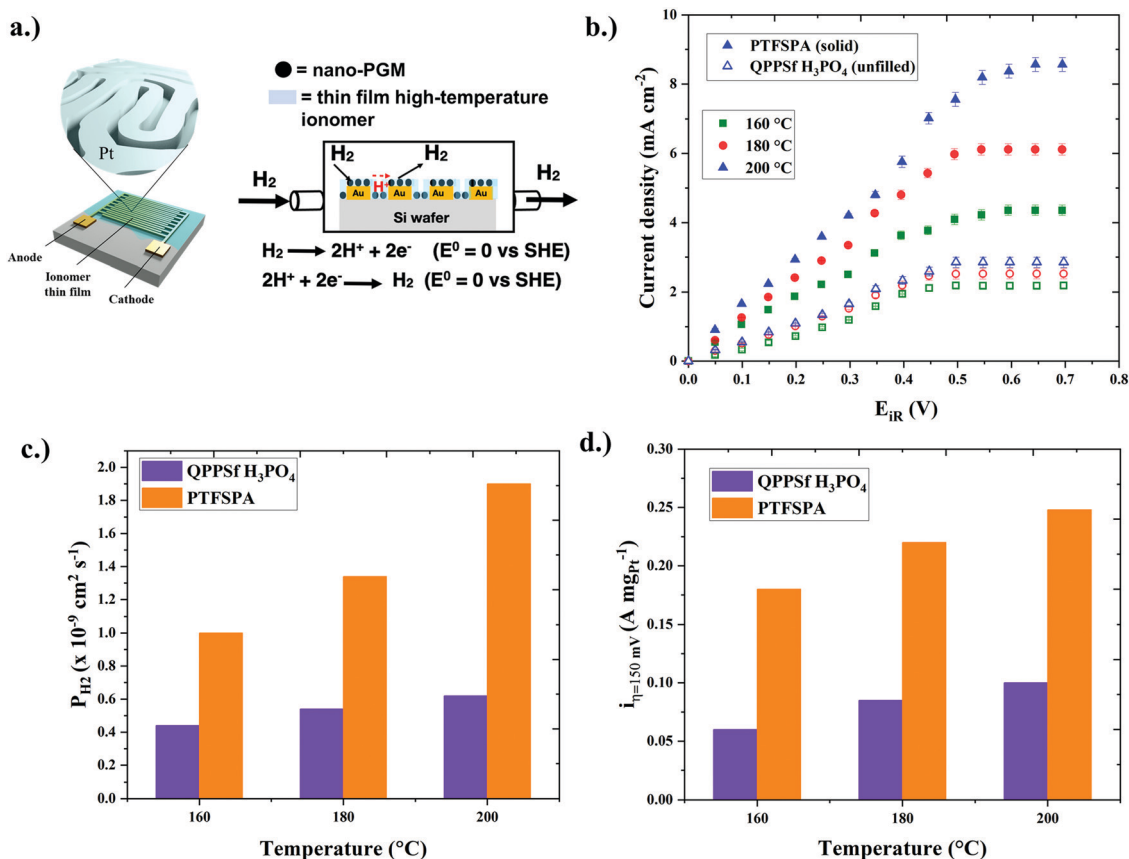 a.)
Pt
Anode
Ionomer
thin film
Cathode
= nano-PGM
= thin film high-temperature
ionomer
H2 H2
H2 H+ H2
Au Au Au Au
Si wafer
H2 → 2H+ + 2e- (E0 = 0 vs SHE)
2H+ + 2e- → H2 (E0 = 0 vs SHE)
b.)
PTFSPA (solid)
QPPSf H3PO4 (unfilled)
160 °C
180 °C
200 °C
Current density (mA cm-2)
10
8
6
4
2
0
0.0 0.1 0.2 0.3 0.4 0.5 0.6 0.7 0.8
EiR (V)
c.)
QPPSf H3PO4
PTFSPA
PH2 (x 10-9 cm2 s-1)
2.0
1.8
1.6
1.4
1.2
1.0
0.8
0.6
0.4
0.2
0.0
160 180 200
Temperature (°C)
d.)
QPPSf H3PO4
PTFSPA
iη=150 mV (A mgPt-1)
0.30
0.25
0.20
0.15
0.10
0.05
0.00
160 180 200
Temperature (°C)